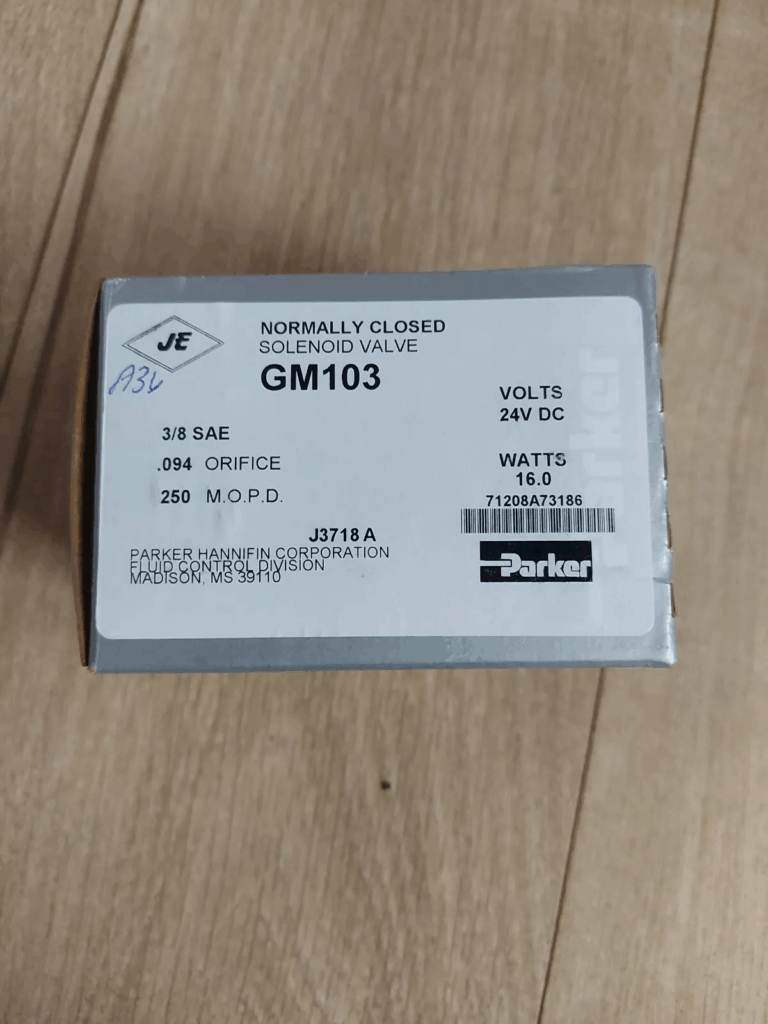 JE
NORMALLY CLOSED
SOLENOID VALVE
GM103
3/8 SAE
.094 ORIFICE
250 M.O.P.D.
VOLTS
24V DC
WATTS
16.0
71208A73186
J3718 A
PARKER HANNIFIN CORPORATION
FLUID CONTROL DIVISION
MADISON, MS 39110
Parker
Parker